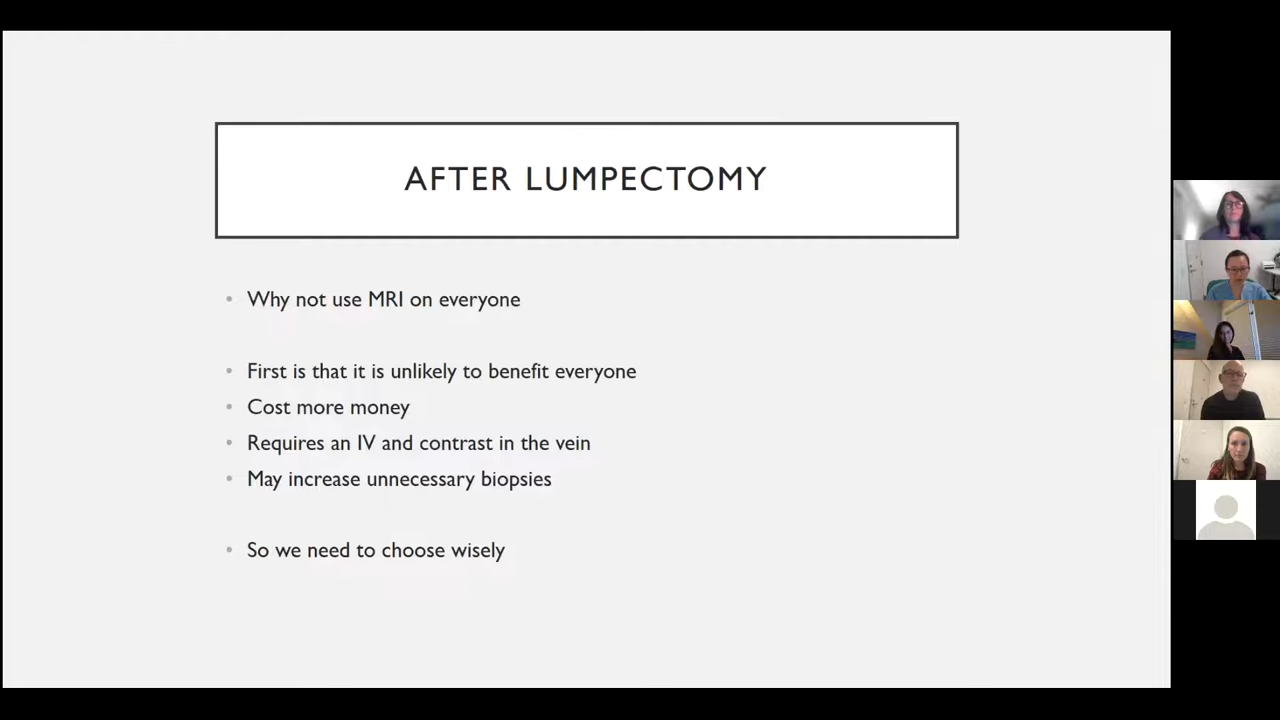 AFTER LUMPECTOMY
• Why not use MRI on everyone
• First is that it is unlikely to benefit everyone
• Cost more money
• Requires an IV and contrast in the vein
• May increase unnecessary biopsies
• So we need to choose wisely